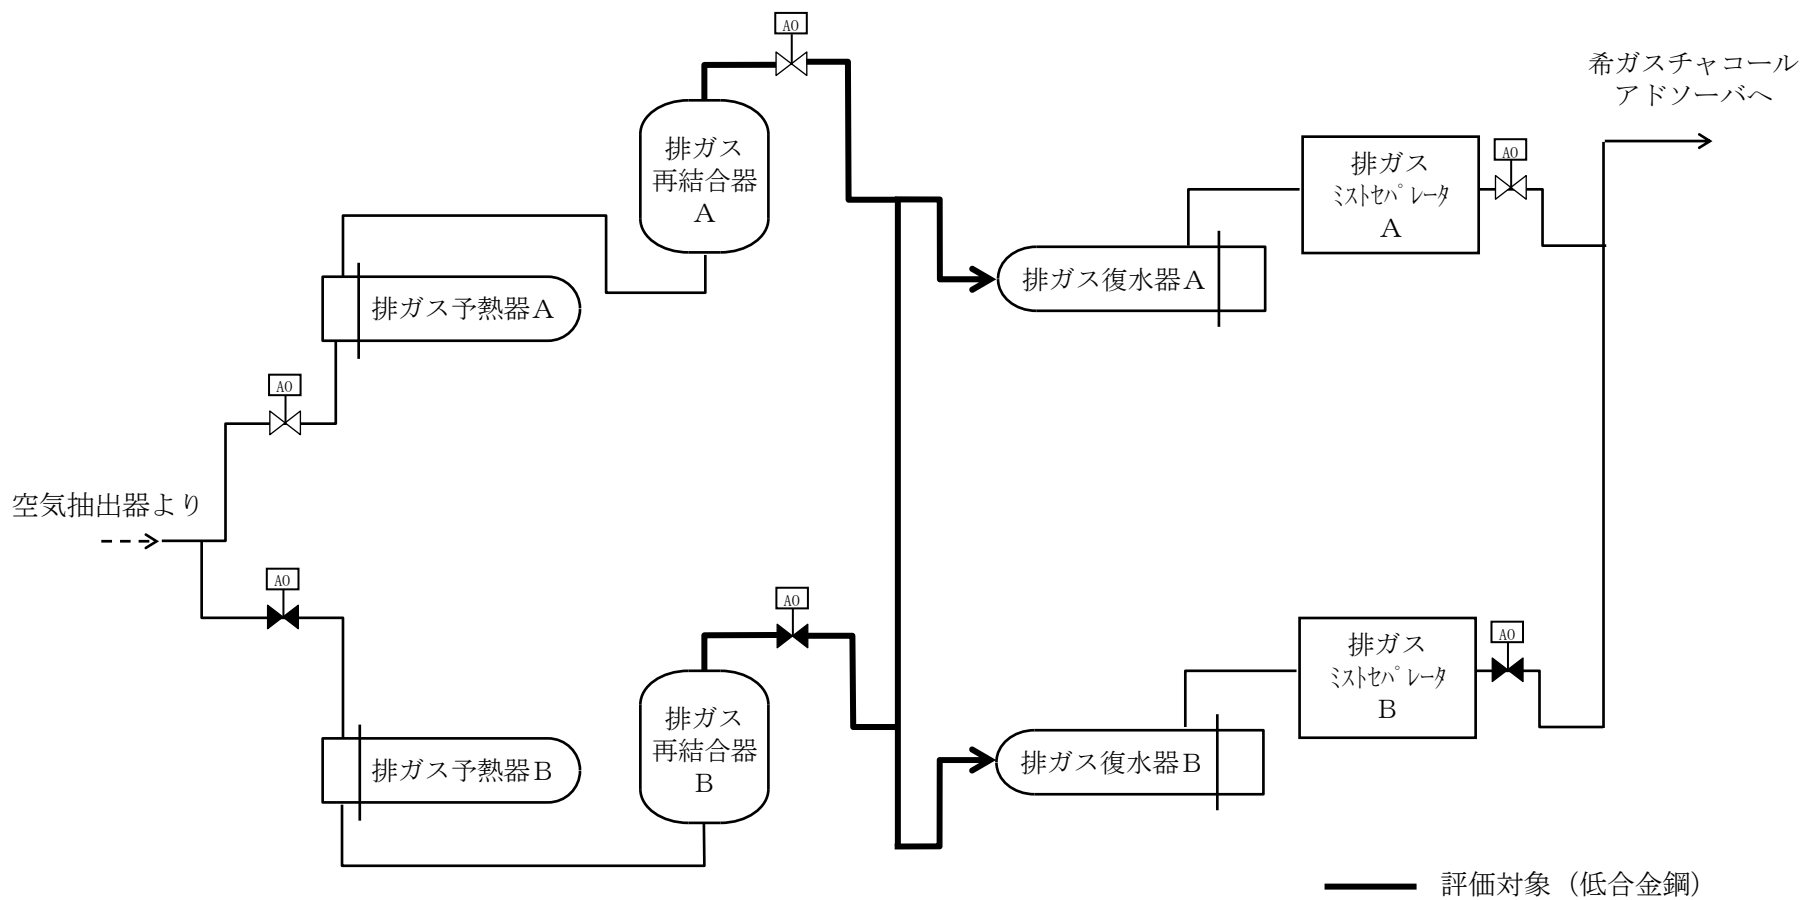 AO
希ガスチャコール
アドソーバへ
排ガス
再結合器
A
AO
排ガス
ミストセパレータ
A
排ガス復水器A
排ガス予熱器A
AO
空気抽出器より
AO
AO
排ガス
再結合器
B
AO
排ガス
ミストセパレータ
B
排ガス復水器B
排ガス予熱器B
評価対象（低合金鋼）